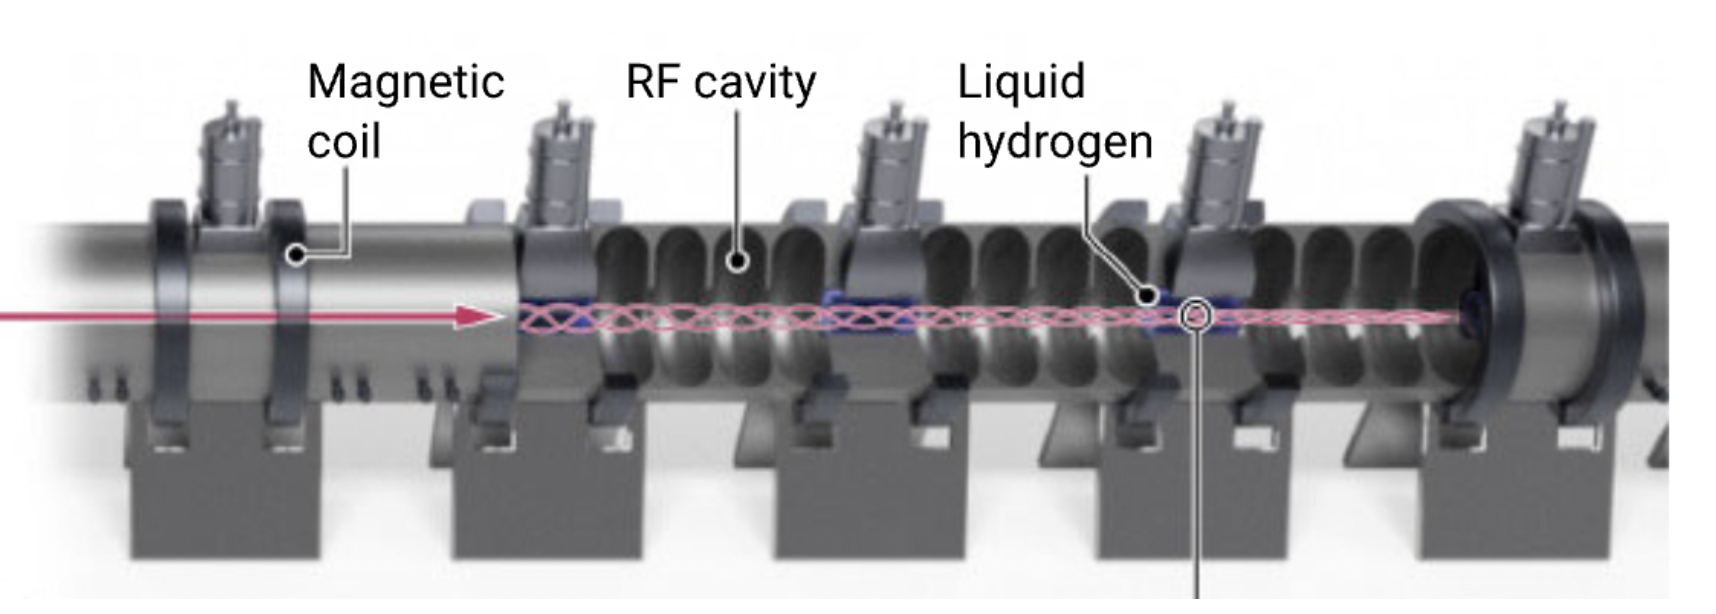 Magnetic
coil
RF cavity
Liquid
hydrogen